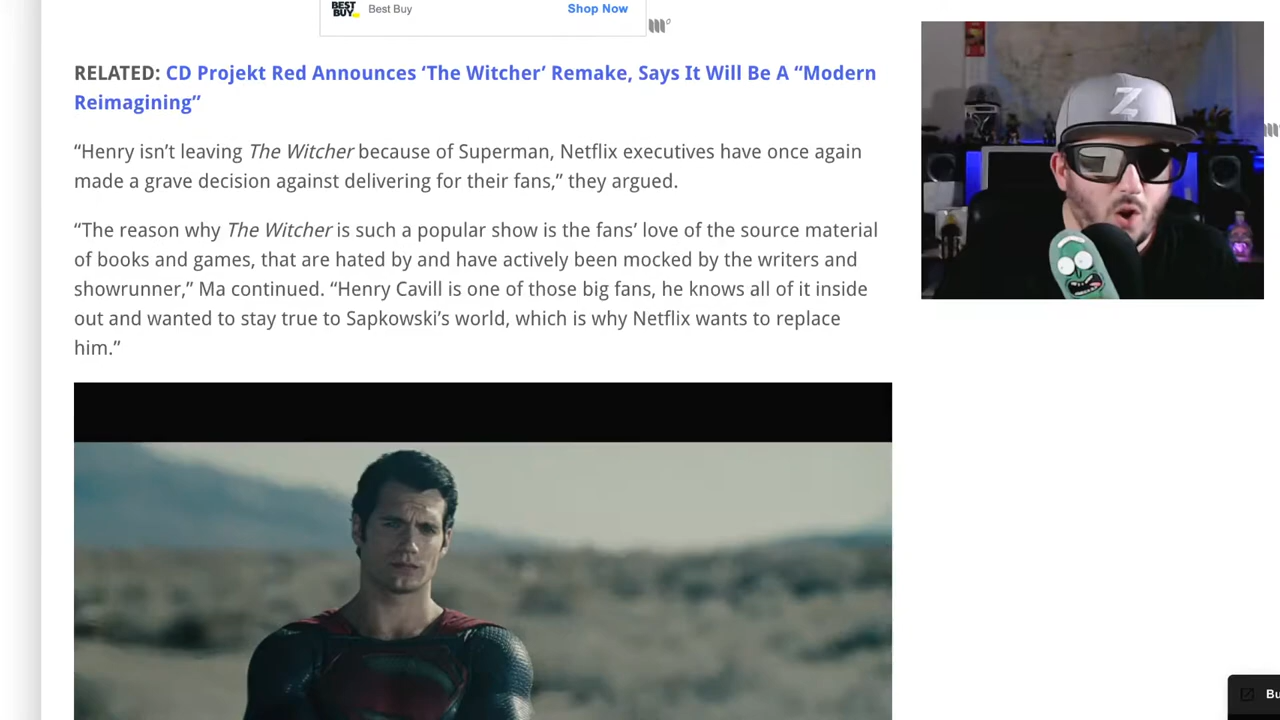 BEST BUY
Best Buy
Shop Now
RELATED: CD Projekt Red Announces ‘The Witcher’ Remake, Says It Will Be A “Modern
Reimagining”
“Henry isn’t leaving The Witcher because of Superman, Netflix executives have once again
made a grave decision against delivering for their fans,” they argued.
“The reason why The Witcher is such a popular show is the fans’ love of the source material
of books and games, that are hated by and have actively been mocked by the writers and
showrunner,” Ma continued. “Henry Cavill is one of those big fans, he knows all of it inside
out and wanted to stay true to Sapkowski’s world, which is why Netflix wants to replace
him.”
Z
Bu